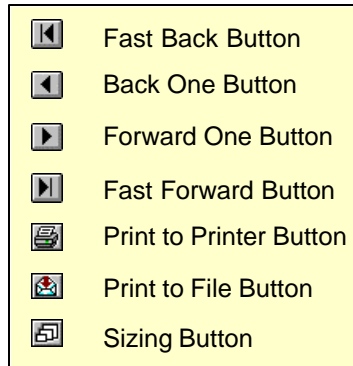 Fast Back Button
Back One Button
Forward One Button
Fast Forward Button
Print to Printer Button
Print to File Button
Sizing Button